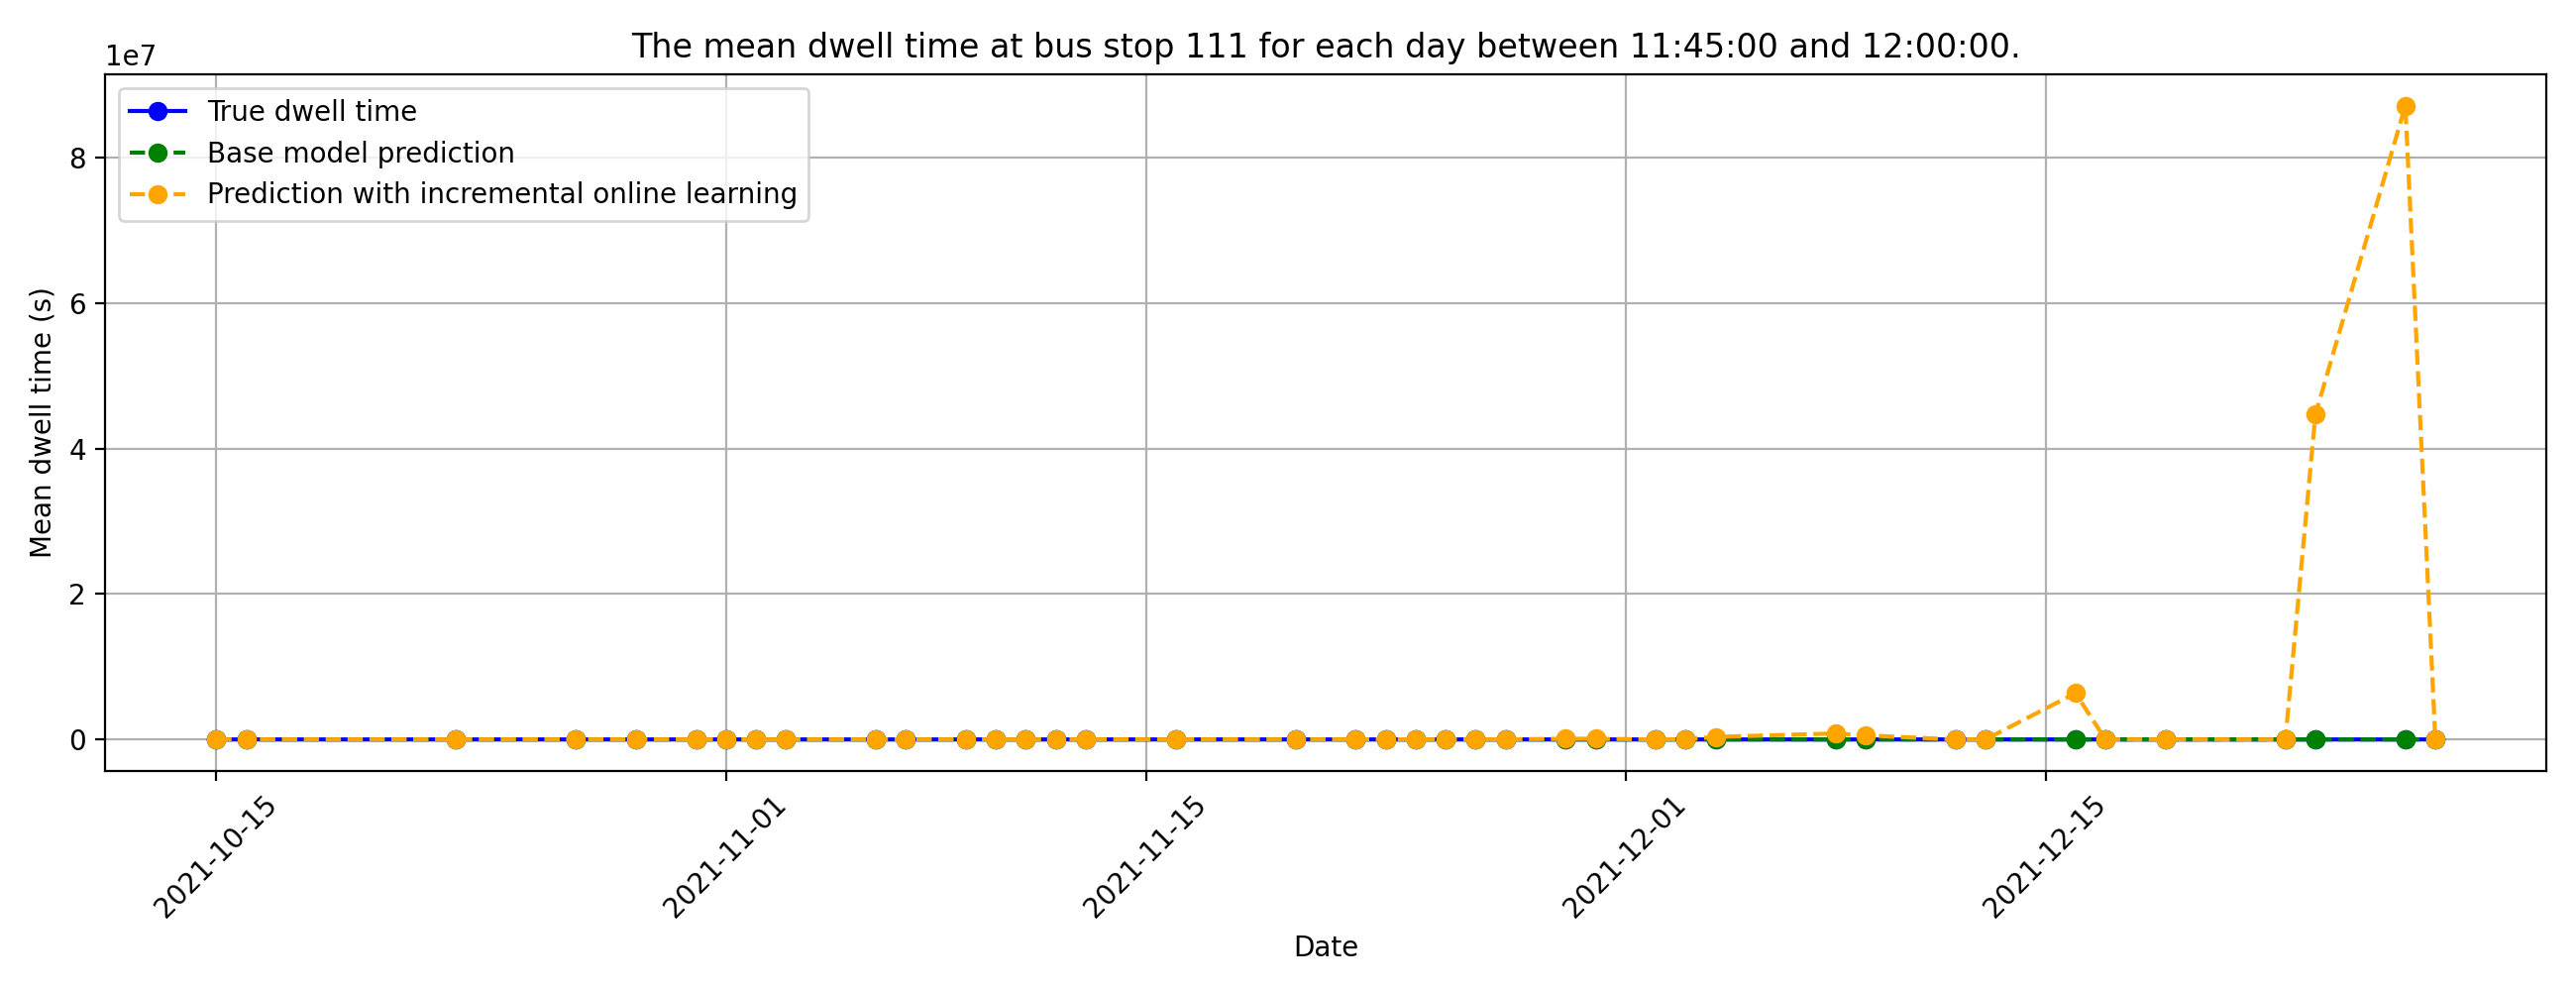 The mean dwell time at bus stop 111 for each day between 11:45:00 and 12:00:00.
1e7
True dwell time
Base model prediction
Prediction with incremental online learning
8
6
4
2
0
Mean dwell time (s)
2021-10-15
2021-11-01
2021-11-15
2021-12-01
2021-12-15
Date